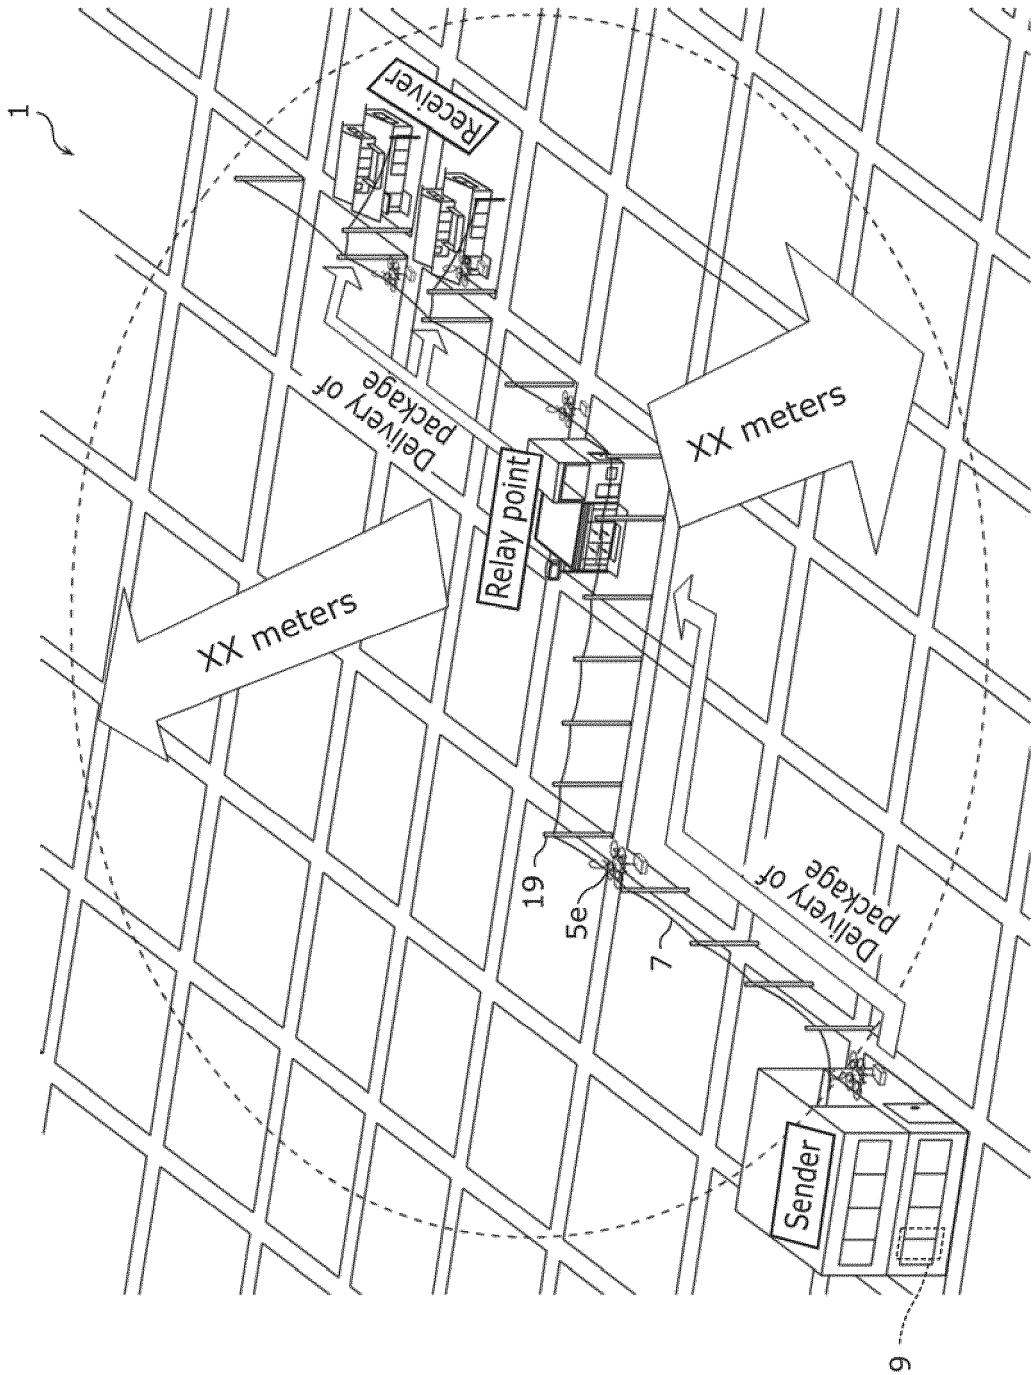 1
Receiver
Delivery of
package
XX meters
Relay point
XX meters
19
5e
7
Delivery of
package
Sender
9